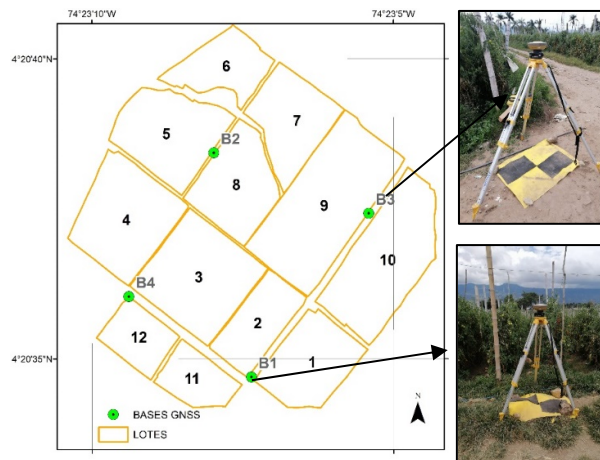 74°23'10"W
74°23'5"W
4°20'40"N
6
7
5
B2
8
9
B3
4
10
3
B4
2
12
B1
1
11
4°20'35"N
N
BASES GNSS
LOTES